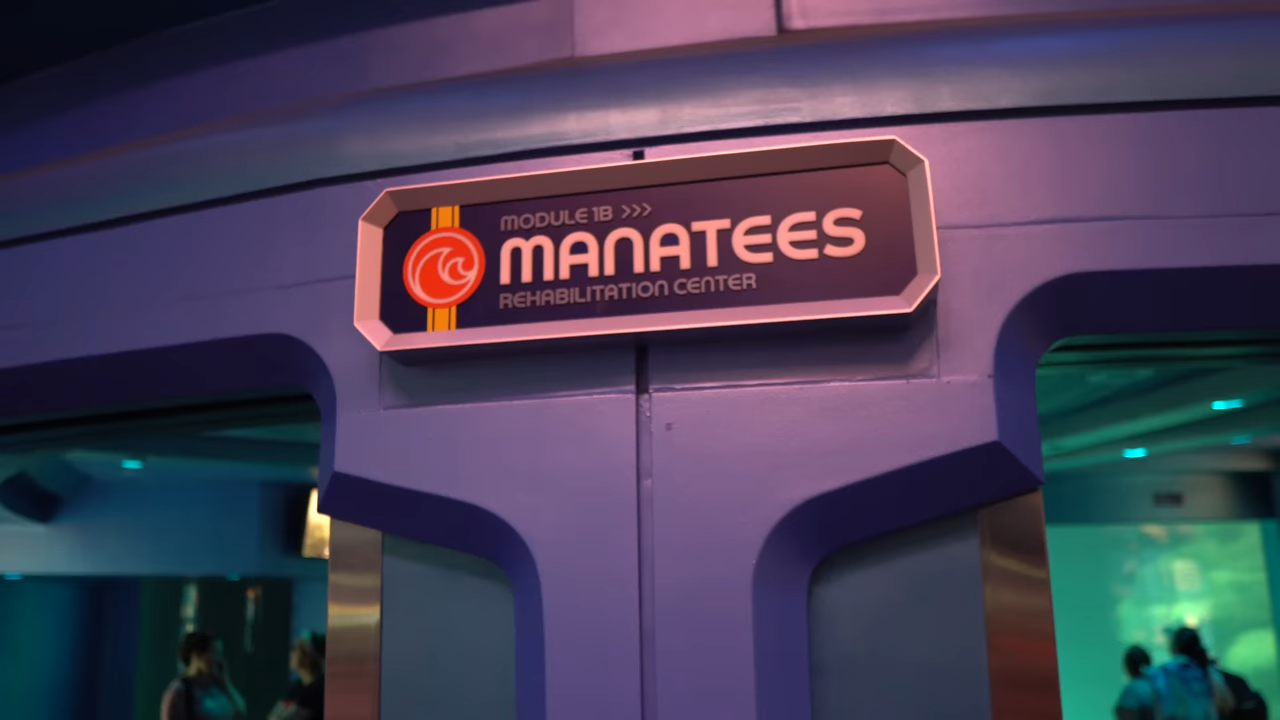 MODULE 1B >>>
MANATEES
REHABILITATION CENTER